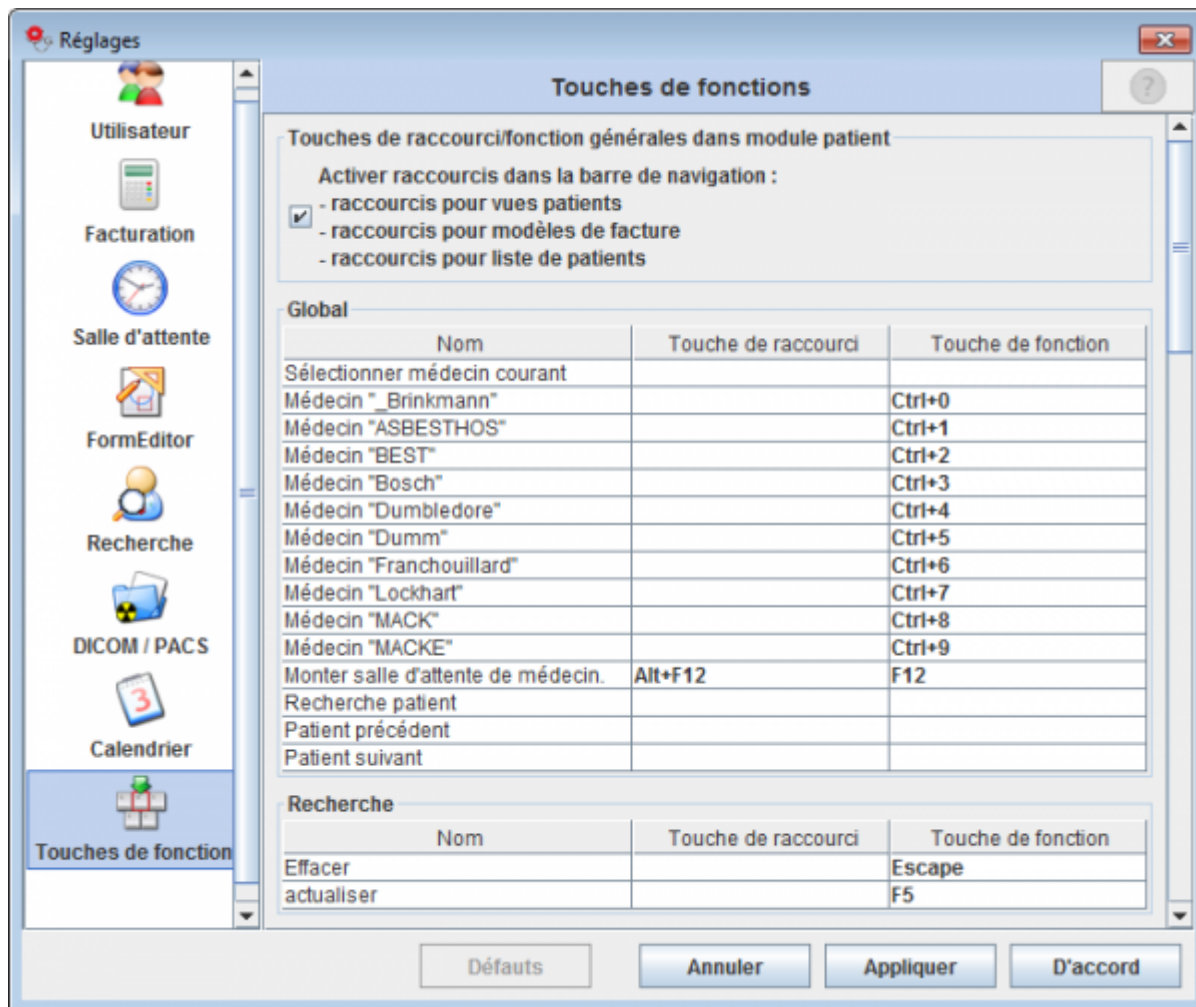 Réglages
Utilisateur
Facturation
Salle d'attente
FormEditor
Recherche
DICOM / PACS
3
Calendrier
Touches de fonction
Touches de fonctions
?
Touches de raccourci/fonction générales dans module patient
Activer raccourcis dans la barre de navigation :
- raccourcis pour vues patients
- raccourcis pour modèles de facture
- raccourcis pour liste de patients
Global
Nom Touche de raccourci Touche de fonction
Sélectionner médecin courant
Médecin "_Brinkmann" Ctrl+0
Médecin "ASBESTHOS" Ctrl+1
Médecin "BEST" Ctrl+2
Médecin "Bosch" Ctrl+3
Médecin "Dumbledore" Ctrl+4
Médecin "Dumm" Ctrl+5
Médecin "Franchouillard" Ctrl+6
Médecin "Lockhart" Ctrl+7
Médecin "MACK" Ctrl+8
Médecin "MACKE" Ctrl+9
Monter salle d'attente de médecin. Alt+F12 F12
Recherche patient
Patient précédent
Patient suivant
Recherche
Nom Touche de raccourci Touche de fonction
Effacer Escape
actualiser F5
Défauts Annuler Appliquer D'accord